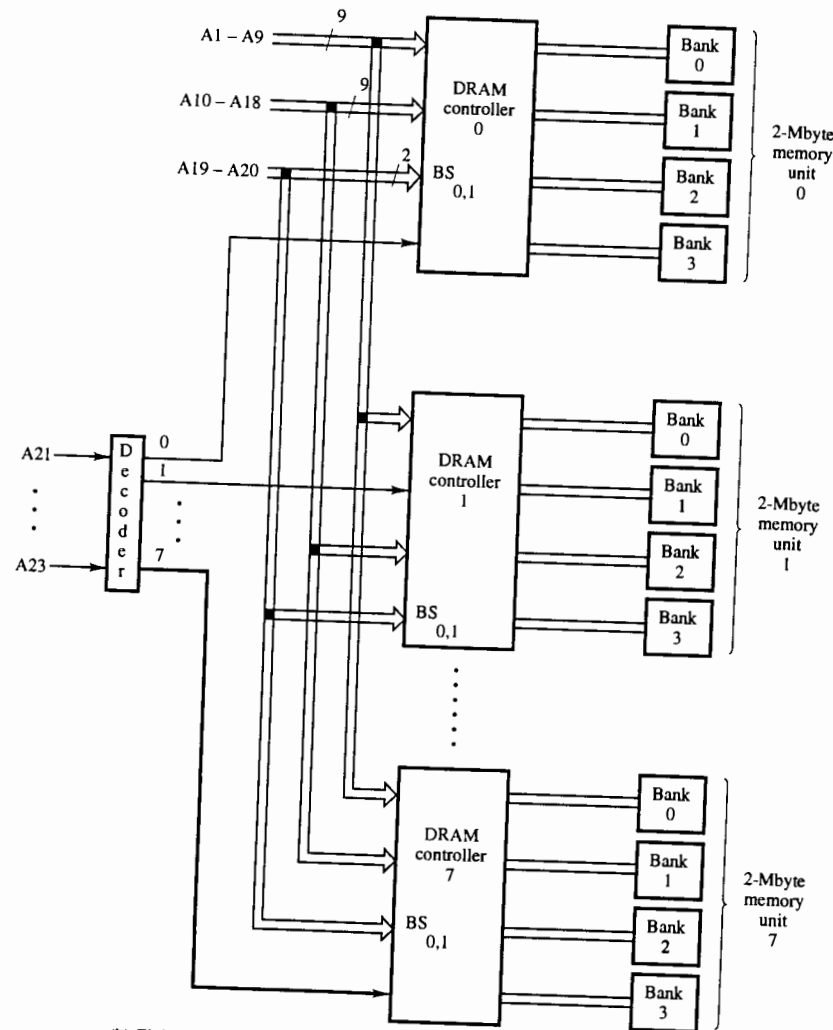 A1 – A9
9
A10 – A18
9
A19 – A20
2
DRAM
controller
0
BS
0,1
Bank
0
Bank
1
Bank
2
Bank
3
2-Mbyte
memory
unit
0
A21
A23
Decoder
0
1
7
DRAM
controller
1
BS
0,1
Bank
0
Bank
1
Bank
2
Bank
3
2-Mbyte
memory
unit
1
DRAM
controller
7
BS
0,1
Bank
0
Bank
1
Bank
2
Bank
3
2-Mbyte
memory
unit
7